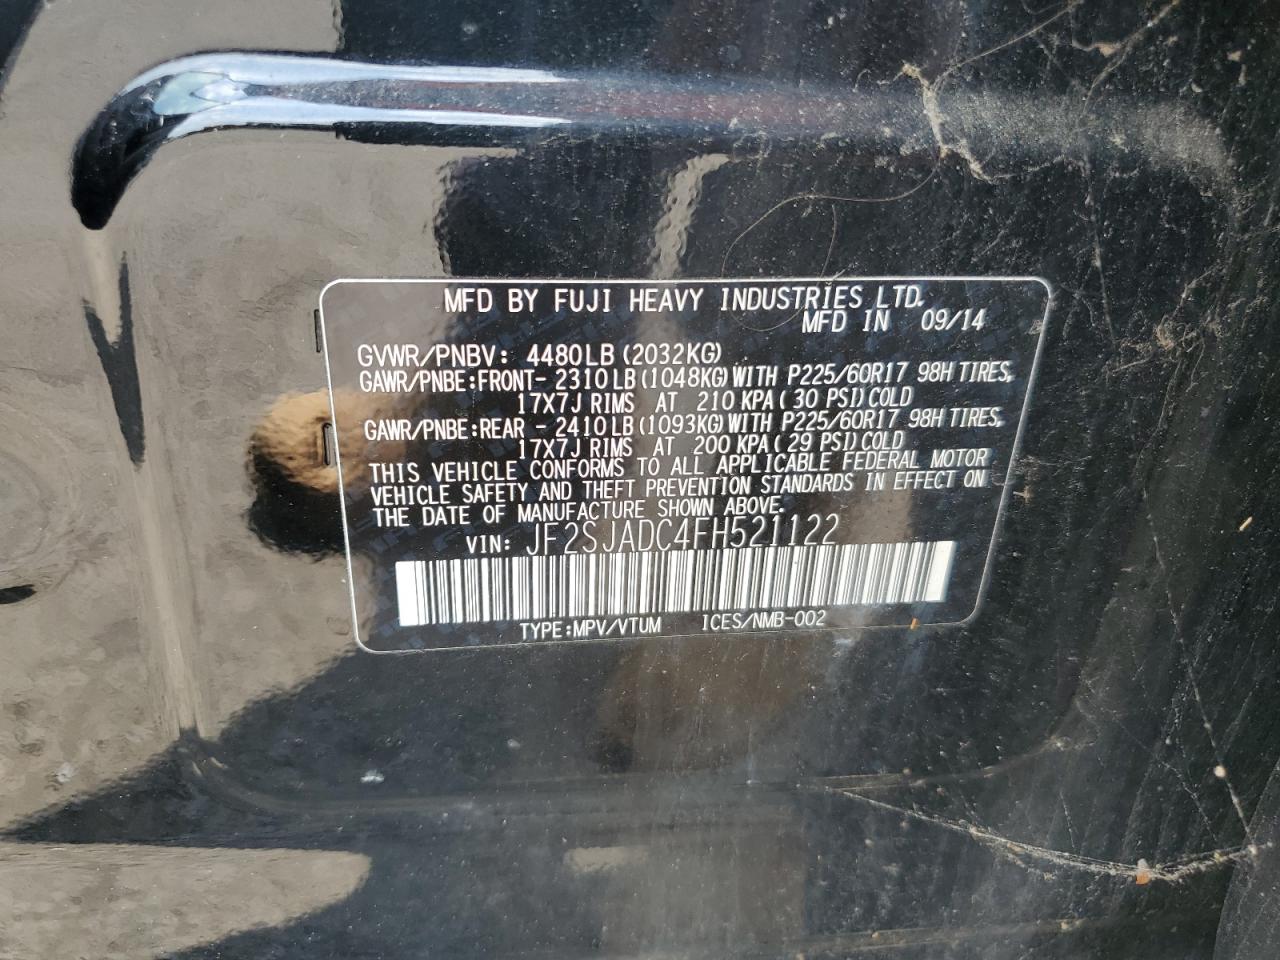 MFD BY FUJI HEAVY INDUSTRIES LTD.
MFD IN 09/14
GVWR/PNBV: 4480LB (2032KG)
GAWR/PNBE:FRONT- 2310 LB (1048KG) WITH P225/60R17 98H TIRES,
17X7J RIMS AT 210 KPA (30 PSI) COLD
GAWR/PNBE:REAR - 2410 LB (1093KG) WITH P225/60R17 98H TIRES,
17X7J RIMS AT 200 KPA (29 PSI) COLD
THIS VEHICLE CONFORMS TO ALL APPLICABLE FEDERAL MOTOR
VEHICLE SAFETY AND THEFT PREVENTION STANDARDS IN EFFECT ON
THE DATE OF MANUFACTURE SHOWN ABOVE.
VIN: JF2SJADC4FH521122
TYPE:MPV/VTUM ICES/NMB-002